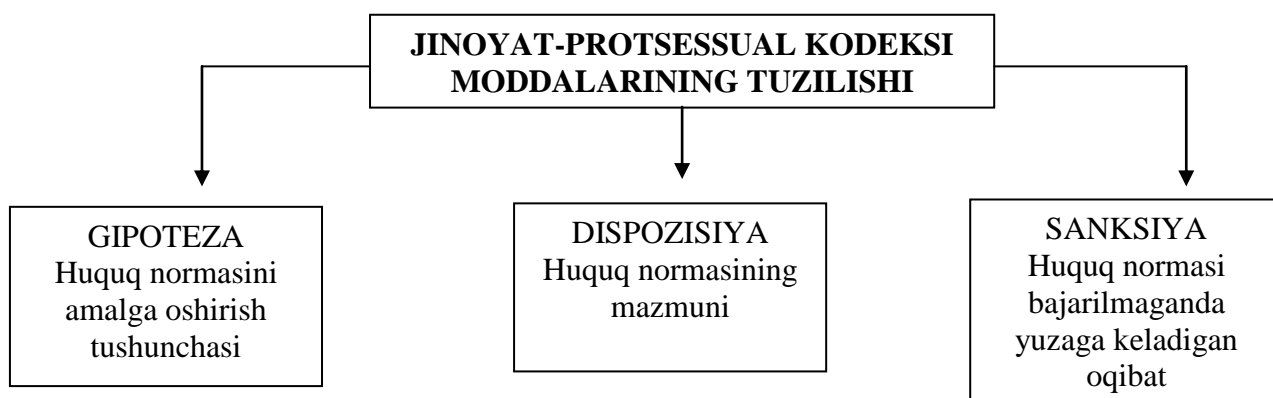 JINOYAT-PROTSESSUAL KODEKSI
MODDALARINING TUZILISHI
GIPOTEZA
Huquq normasini
amalga oshirish
tushunchasi
DISPOZISIYA
Huquq normasining
mazmuni
SANKSIYA
Huquq normasi
bajarilmaganda
yuzaga keladigan
oqibat